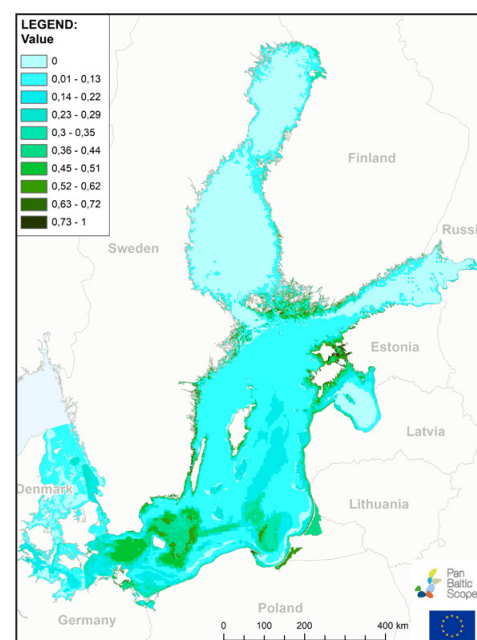 LEGEND:
Value
0
0,01 - 0,13
0,14 - 0,22
0,23 - 0,29
0,3 - 0,35
0,36 - 0,44
0,45 - 0,51
0,52 - 0,62
0,63 - 0,72
0,73 - 1
Finland
Russi
Sweden
Estonia
Latvia
Denmark
Lithuania
Germany
Poland
Pan
Baltic
Scope
0 100 200 400 km